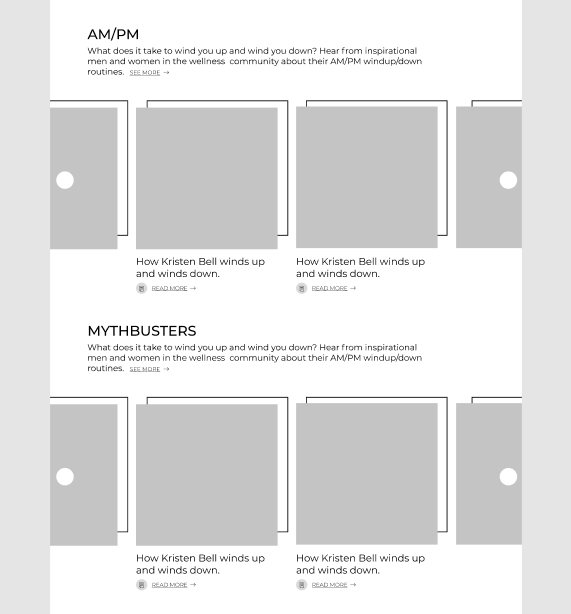 AM/PM
What does it take to wind you up and wind you down? Hear from inspirational
men and women in the wellness community about their AM/PM windup/down
routines. SEE MORE →
How Kristen Bell winds up
and winds down.
How Kristen Bell winds up
and winds down.
READ MORE →
READ MORE →
MYTHBUSTERS
What does it take to wind you up and wind you down? Hear from inspirational
men and women in the wellness community about their AM/PM windup/down
routines. SEE MORE →
How Kristen Bell winds up
and winds down.
How Kristen Bell winds up
and winds down.
READ MORE →
READ MORE →